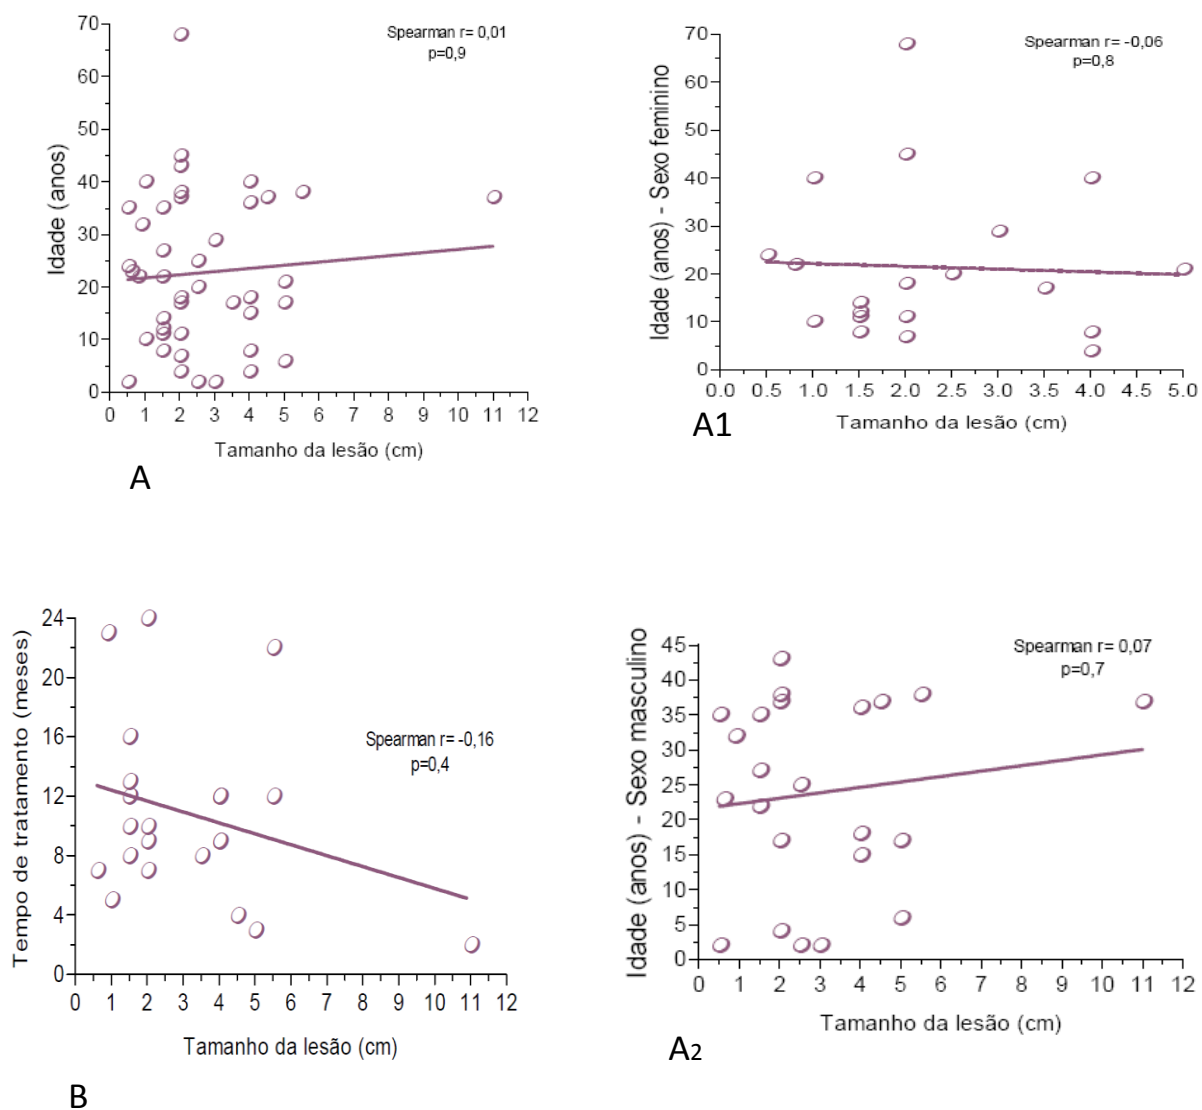 Spearman r= 0,01
p=0,9
Idade (anos)
70
60
50
40
30
20
10
0
0 1 2 3 4 5 6 7 8 9 10 11 12
Tamanho da lesão (cm)
A
Spearman r= -0,06
p=0,8
Idade (anos) - Sexo feminino
70
60
50
40
30
20
10
0
0.0 0.5 1.0 1.5 2.0 2.5 3.0 3.5 4.0 4.5 5.0
Tamanho da lesão (cm)
A1
Spearman r= -0,16
p=0,4
Tempo de tratamento (meses)
24
20
16
12
8
4
0
0 1 2 3 4 5 6 7 8 9 10 11 12
Tamanho da lesão (cm)
B
Spearman r= 0,07
p=0,7
Idade (anos) - Sexo masculino
45
40
35
30
25
20
15
10
5
0
0 1 2 3 4 5 6 7 8 9 10 11 12
Tamanho da lesão (cm)
A2